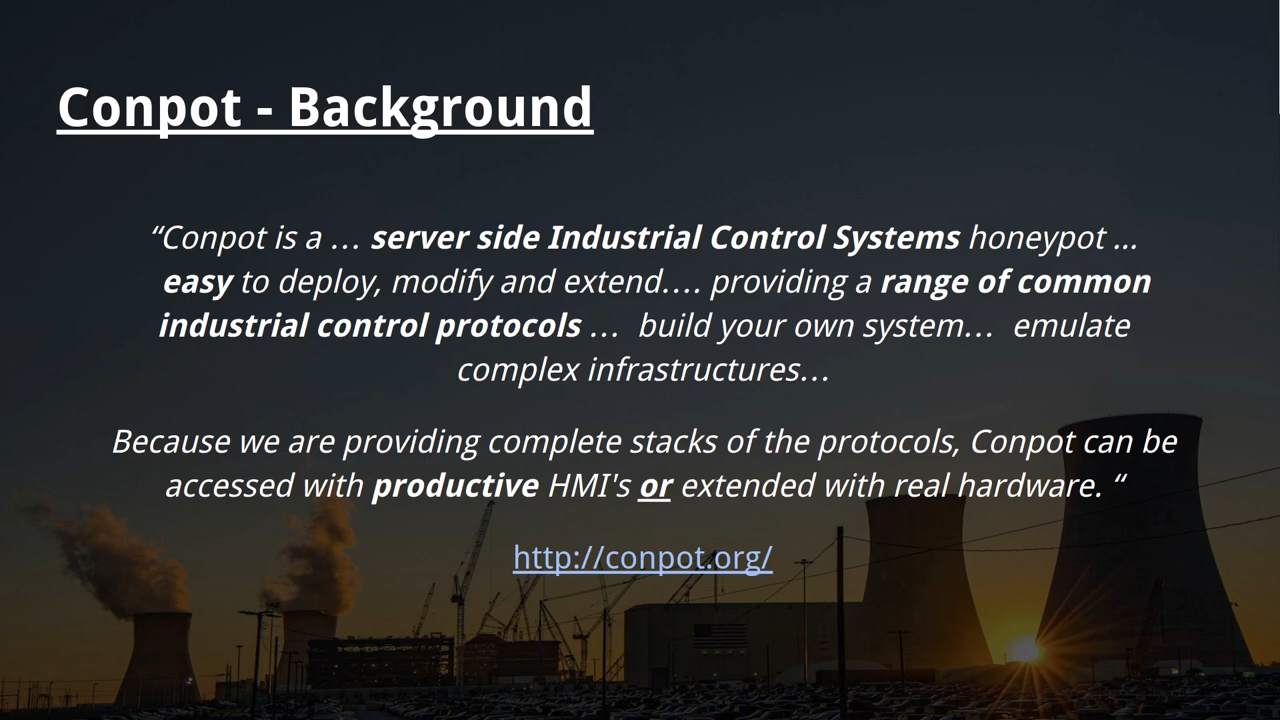 Conpot - Background
“Conpot is a … server side Industrial Control Systems honeypot ...
easy to deploy, modify and extend…. providing a range of common
industrial control protocols … build your own system… emulate
complex infrastructures…
Because we are providing complete stacks of the protocols, Conpot can be
accessed with productive HMI's or extended with real hardware. “
http://conpot.org/